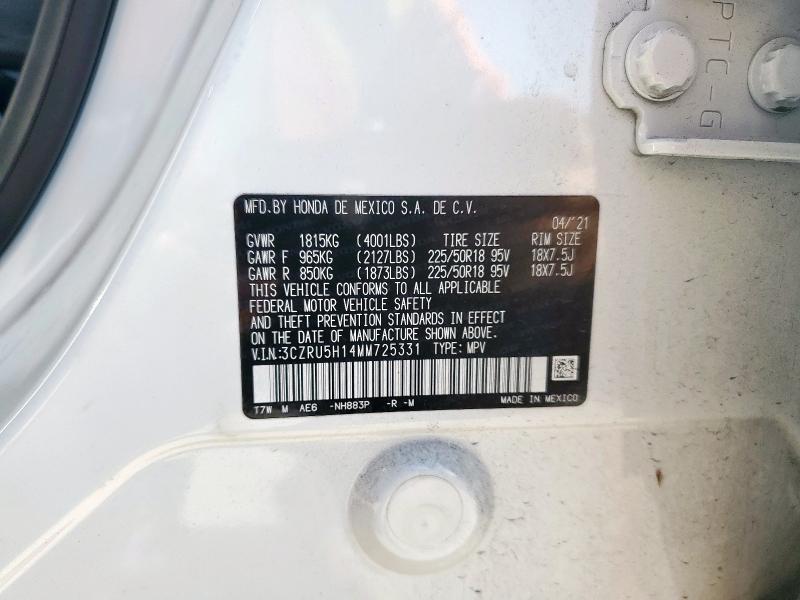 PTC-G
MFD.BY HONDA DE MEXICO S.A. DE C.V.
04/'21
GVWR 1815KG (4001LBS) TIRE SIZE RIM SIZE
GAWR F 965KG (2127LBS) 225/50R18 95V 18X7.5J
GAWR R 850KG (1873LBS) 225/50R18 95V 18X7.5J
THIS VEHICLE CONFORMS TO ALL APPLICABLE
FEDERAL MOTOR VEHICLE SAFETY
AND THEFT PREVENTION STANDARDS IN EFFECT
ON THE DATE OF MANUFACTURE SHOWN ABOVE.
V.I.N.:3CZRU5H14MM725331 TYPE: MPV
T7W M AE6 -NH883P -R -M MADE IN MEXICO